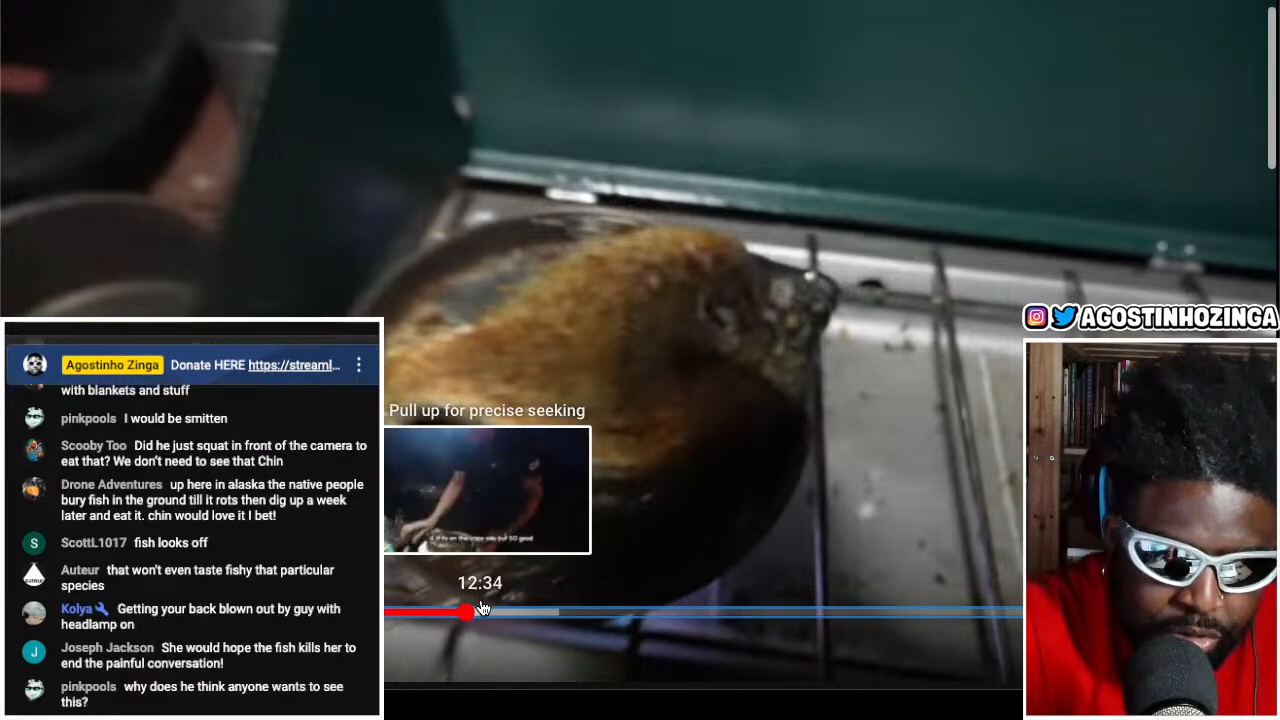 AGOSTINHOZINGA
Agostinho Zinga Donate HERE https://streaml...
with blankets and stuff
pinkpools I would be smitten
Scooby Too Did he just squat in front of the camera to
eat that? We don't need to see that Chin
Drone Adventures up here in alaska the native people
bury fish in the ground till it rots then dig up a week
later and eat it. chin would love it I bet!
S
ScottL1017 fish looks off
Auteur that won't even taste fishy that particular
species
Kolya Getting your back blown out by guy with
headlamp on
J
Joseph Jackson She would hope the fish kills her to
end the painful conversation!
pinkpools why does he think anyone wants to see
this?
Pull up for precise seeking
12:34